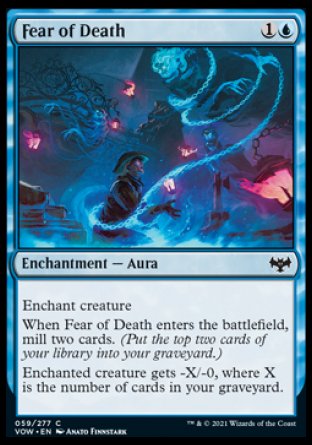 Fear of Death 1
Enchantment — Aura
Enchant creature
When Fear of Death enters the battlefield,
mill two cards. (Put the top two cards of
your library into your graveyard.)
Enchanted creature gets -X/-0, where X
is the number of cards in your graveyard.
059/277 C
VOW • EN ANATO FINNSTARK
™ & © 2021 Wizards of the Coast